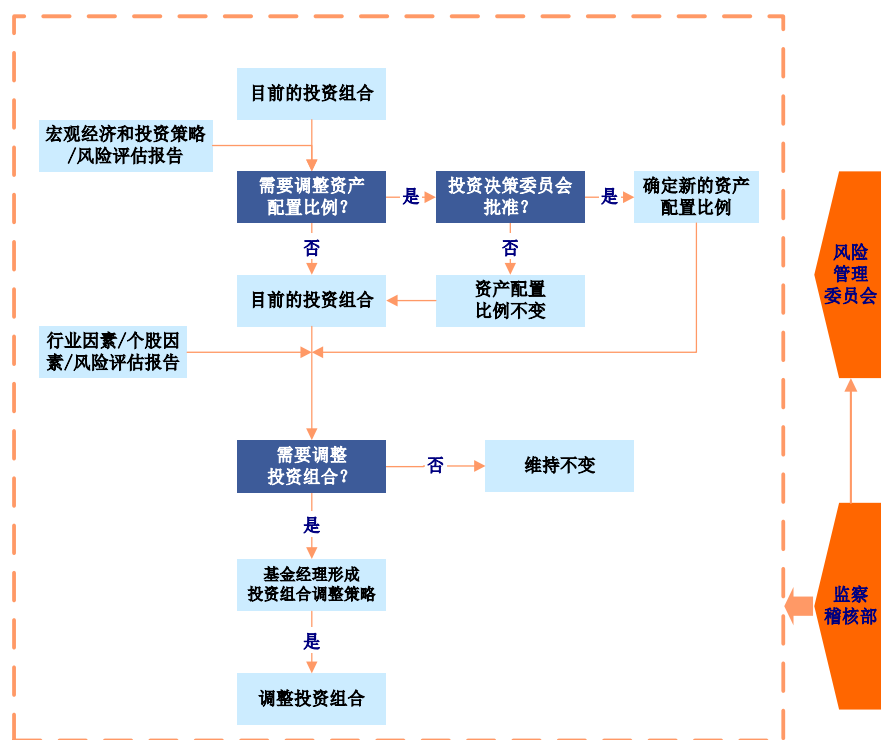 目前的投资组合
宏观经济和投资策略
/风险评估报告
需要调整资产
配置比例？
是
投资决策委员会
批准？
是
确定新的资产
配置比例
否
否
目前的投资组合
资产配置
比例不变
行业因素/个股因
素/风险评估报告
需要调整
投资组合？
否
维持不变
是
基金经理形成
投资组合调整策略
是
调整投资组合
风险
管理
委员会
监察
稽核部